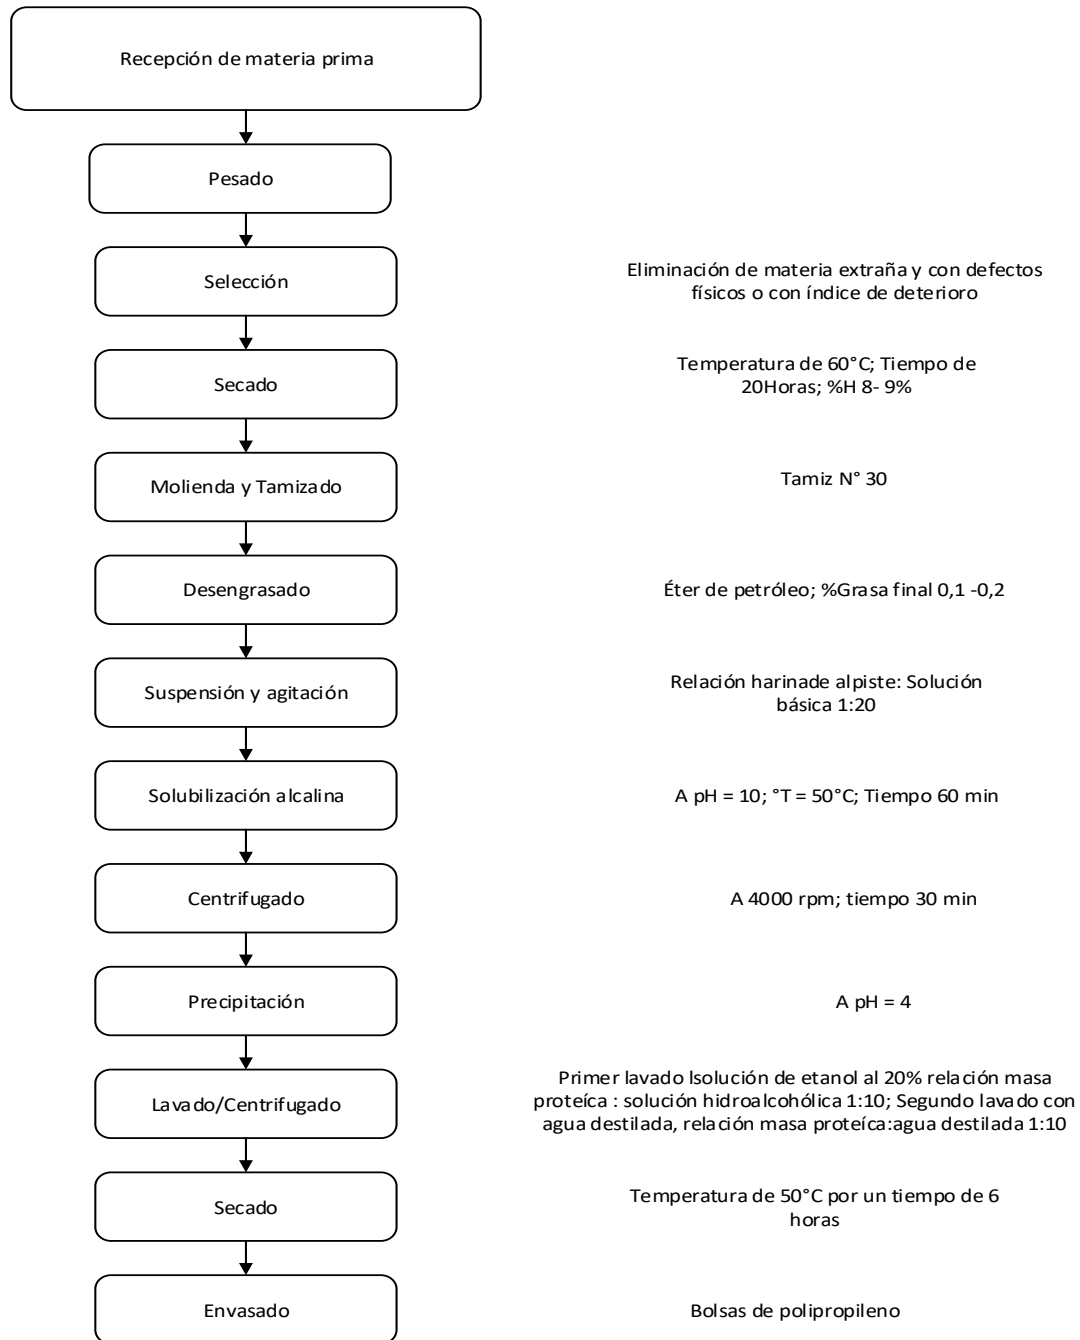 Recepción de materia prima
Pesado
Selección
Eliminación de materia extraña y con defectos
físicos o con índice de deterioro
Secado
Temperatura de 60°C; Tiempo de
20Horas; %H 8- 9%
Molienda y Tamizado
Tamiz N° 30
Desengrasado
Éter de petróleo; %Grasa final 0,1 -0,2
Suspensión y agitación
Relación harinade alpiste: Solución
básica 1:20
Solubilización alcalina
A pH = 10; °T = 50°C; Tiempo 60 min
Centrifugado
A 4000 rpm; tiempo 30 min
Precipitación
A pH = 4
Lavado/Centrifugado
Primer lavado lsolución de etanol al 20% relación masa
proteíca : solución hidroalcohólica 1:10; Segundo lavado con
agua destilada, relación masa proteíca:agua destilada 1:10
Secado
Temperatura de 50°C por un tiempo de 6
horas
Envasado
Bolsas de polipropileno